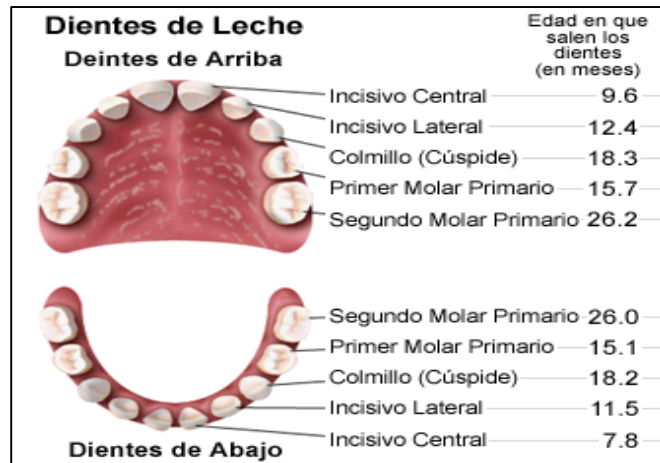 Dientes de Leche
Deintes de Arriba
Edad en que
salen los
dientes
(en meses)
Incisivo Central 9.6
Incisivo Lateral 12.4
Colmillo (Cúspide) 18.3
Primer Molar Primario 15.7
Segundo Molar Primario 26.2
Segundo Molar Primario 26.0
Primer Molar Primario 15.1
Colmillo (Cúspide) 18.2
Incisivo Lateral 11.5
Incisivo Central 7.8
Dientes de Abajo